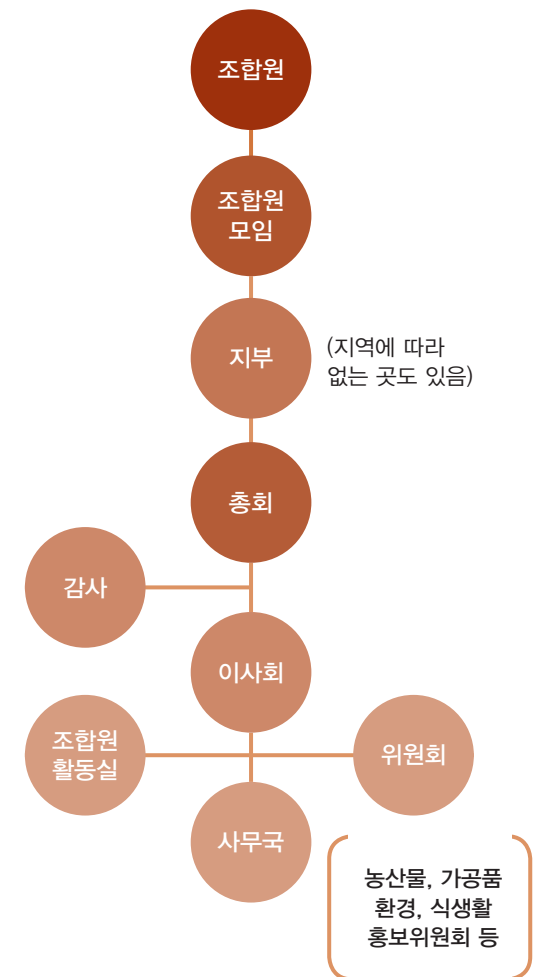 조합원
조합원
모임
지부
(지역에 따라
없는 곳도 있음)
총회
감사
이사회
조합원
활동실
위원회
사무국
농산물, 가공품
환경, 식생활
홍보위원회 등